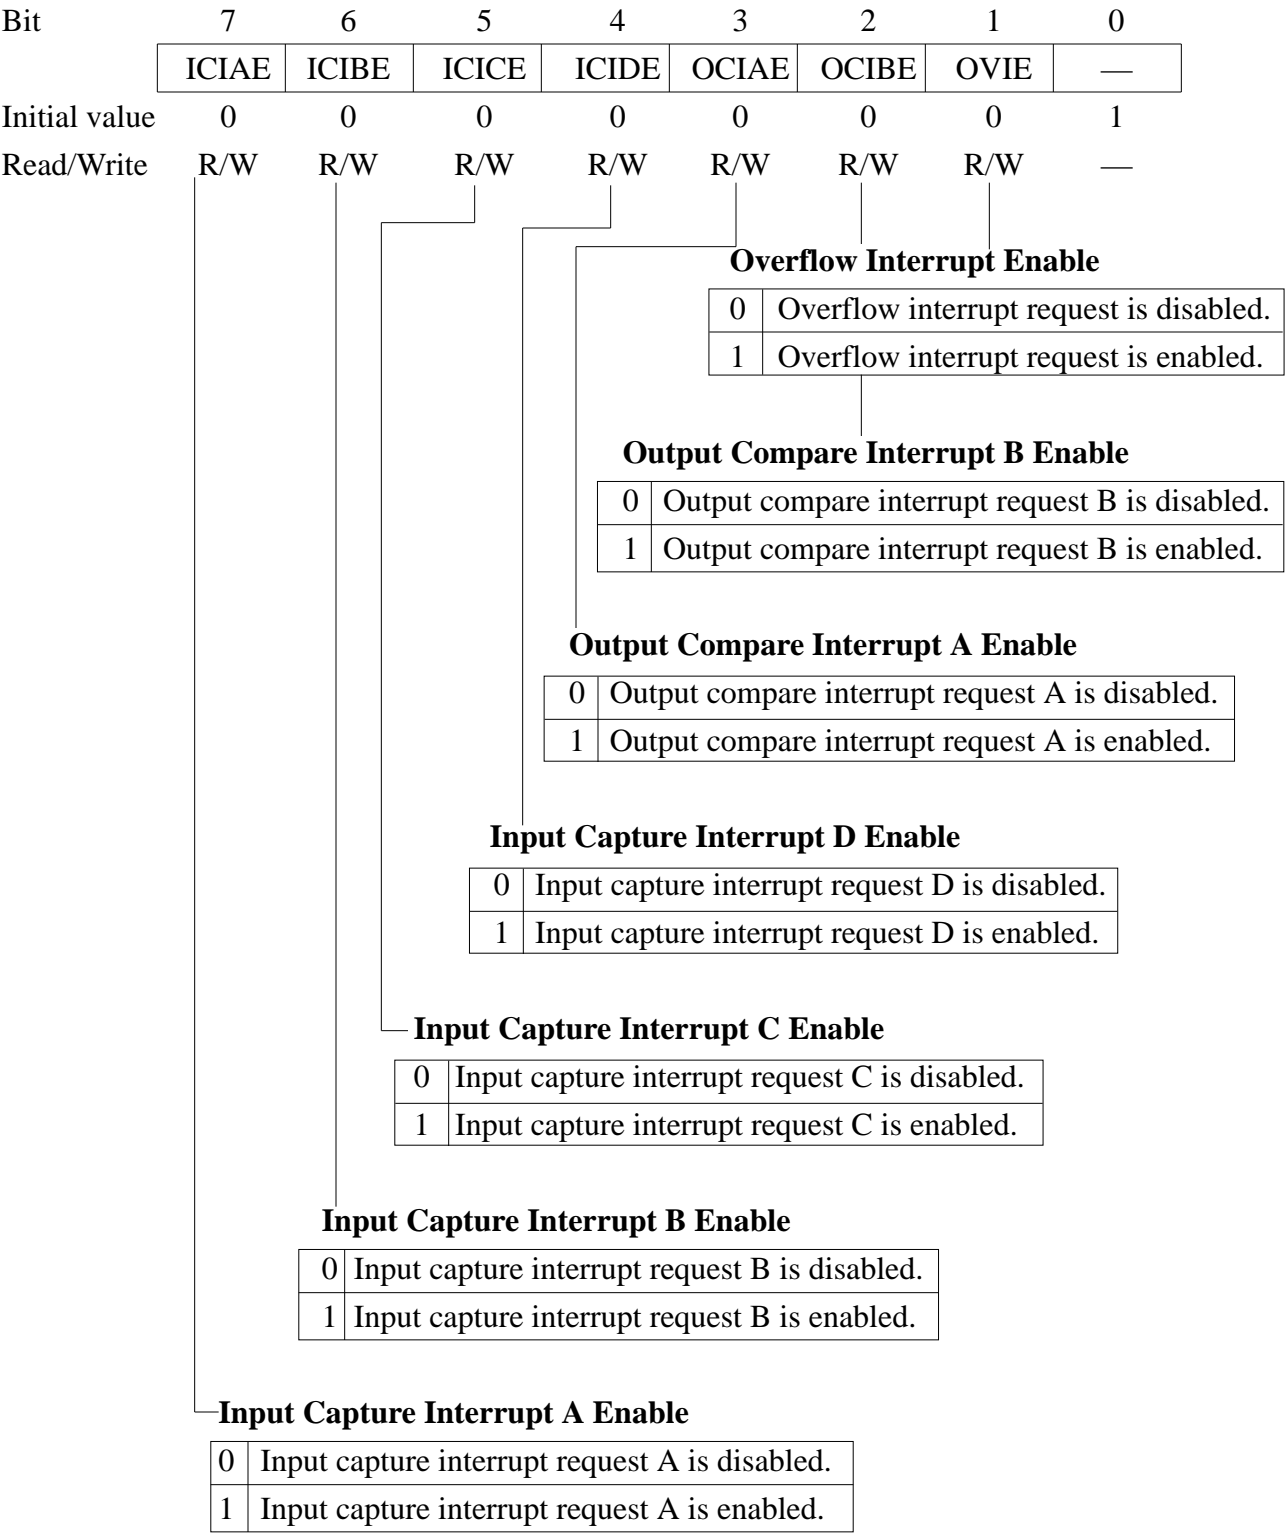 Bit 7 6 5 4 3 2 1 0
ICIAE ICIBE ICICE ICIDE OCIAE OCIBE OVIE —
Initial value 0 0 0 0 0 0 0 1
Read/Write R/W R/W R/W R/W R/W R/W R/W —
Overflow Interrupt Enable
0 Overflow interrupt request is disabled.
1 Overflow interrupt request is enabled.
Output Compare Interrupt B Enable
0 Output compare interrupt request B is disabled.
1 Output compare interrupt request B is enabled.
Output Compare Interrupt A Enable
0 Output compare interrupt request A is disabled.
1 Output compare interrupt request A is enabled.
Input Capture Interrupt D Enable
0 Input capture interrupt request D is disabled.
1 Input capture interrupt request D is enabled.
Input Capture Interrupt C Enable
0 Input capture interrupt request C is disabled.
1 Input capture interrupt request C is enabled.
Input Capture Interrupt B Enable
0 Input capture interrupt request B is disabled.
1 Input capture interrupt request B is enabled.
Input Capture Interrupt A Enable
0 Input capture interrupt request A is disabled.
1 Input capture interrupt request A is enabled.